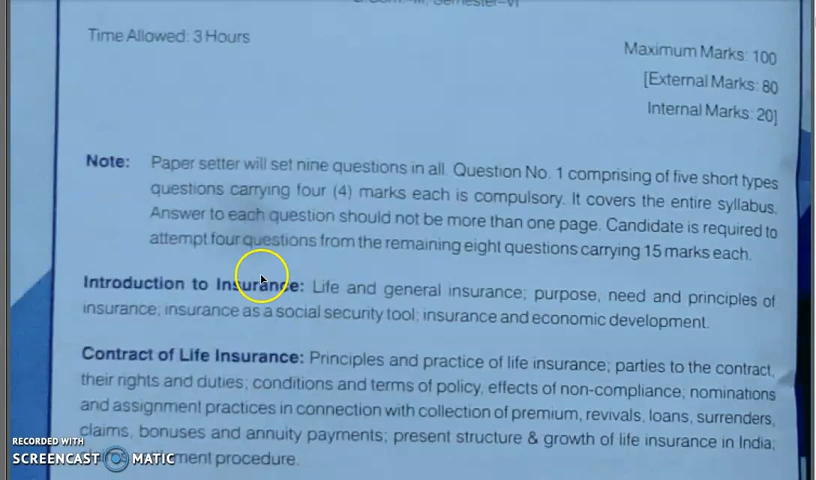 Semester-VI
Time Allowed: 3 Hours
Maximum Marks: 100
[External Marks: 80
Internal Marks: 20]
Note: Paper setter will set nine questions in all. Question No. 1 comprising of five short types
questions carrying four (4) marks each is compulsory. It covers the entire syllabus.
Answer to each question should not be more than one page. Candidate is required to
attempt four questions from the remaining eight questions carrying 15 marks each.
Introduction to Insurance: Life and general insurance; purpose, need and principles of
insurance; insurance as a social security tool; insurance and economic development.
Contract of Life Insurance: Principles and practice of life insurance; parties to the contract,
their rights and duties; conditions and terms of policy, effects of non-compliance; nominations
and assignment practices in connection with collection of premium, revivals, loans, surrenders,
claims, bonuses and annuity payments; present structure & growth of life insurance in India;
ment procedure.
RECORDED WITH
SCREENCAST MATIC